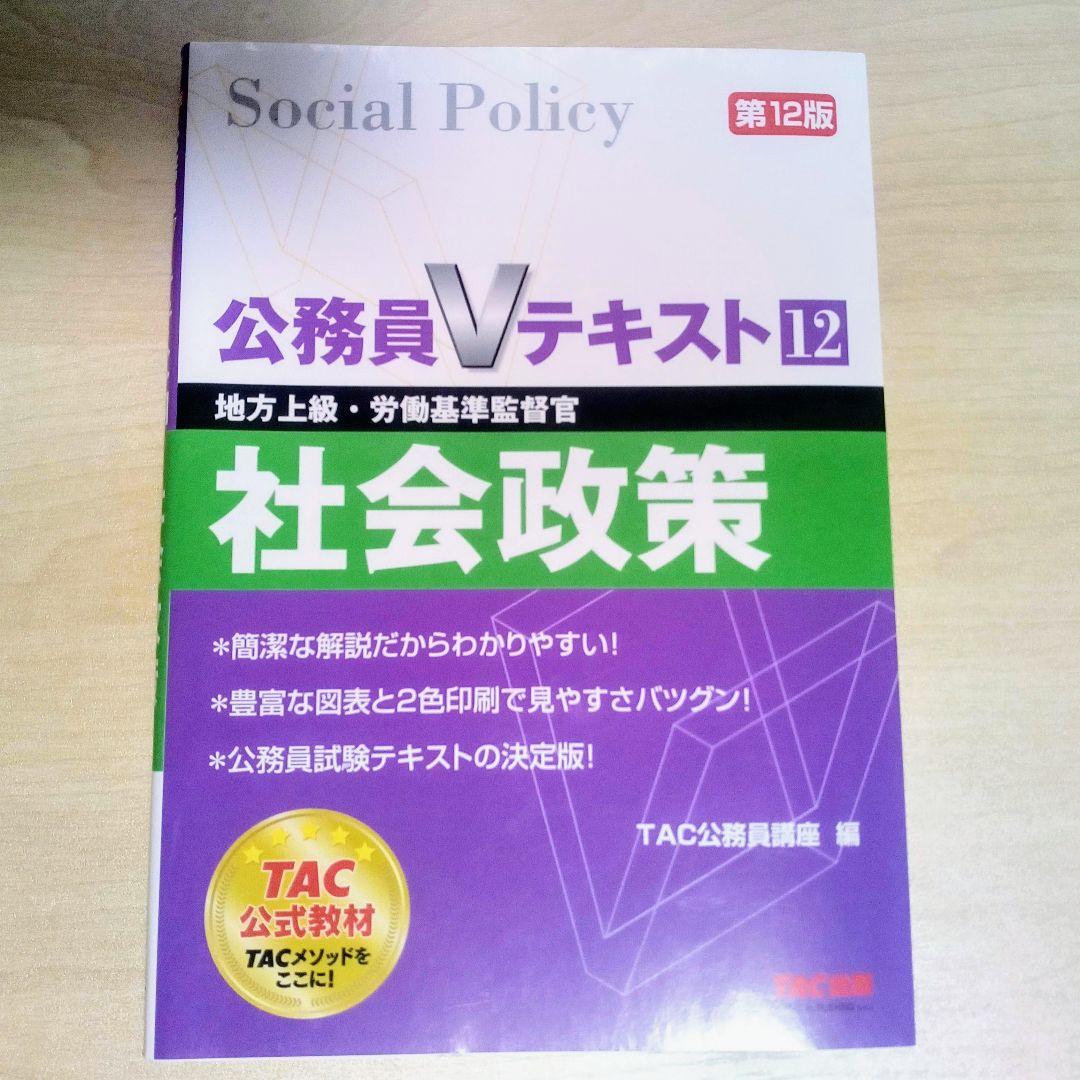 Social Policy
第12版
公務員Vテキスト12
地方上級・労働基準監督官
社会政策
*簡潔な解説だからわかりやすい!
*豊富な図表と2色印刷で見やすさバツグン!
*公務員試験テキストの決定版!
TAC公務員講座 編
TAC
公式教材
TACメソッドを
ここに!
TAC出版